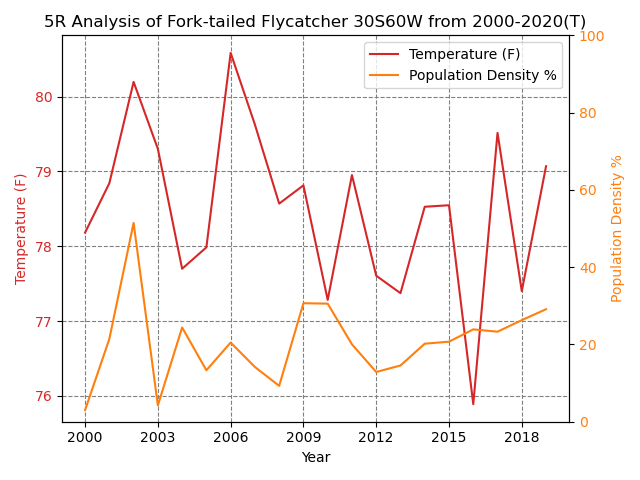 5R Analysis of Fork-tailed Flycatcher 30S60W from 2000-2020(T)
Temperature (F)
Population Density %
80
79
78
77
76
Temperature (F)
100
80
60
40
20
0
Population Density %
2000 2003 2006 2009 2012 2015 2018
Year